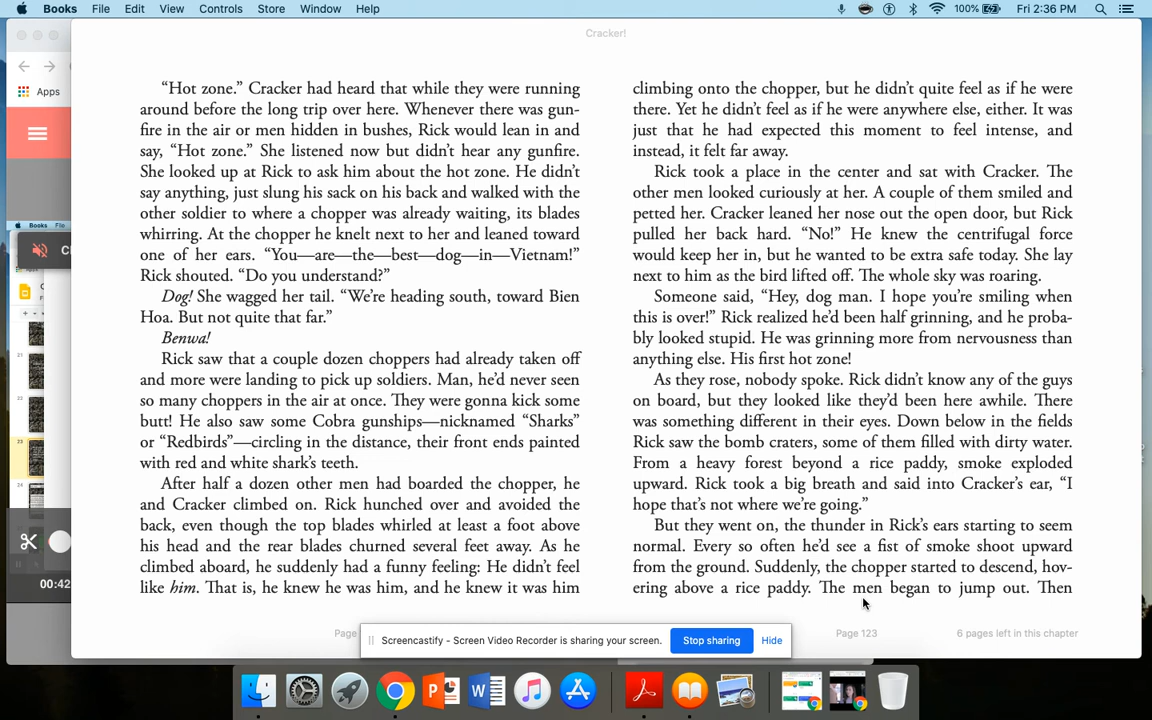 Books File Edit View Controls Store Window Help 100% Fri 2:36 PM
Cracker!
Apps
Books File
Cl
21
22
23
24
00:42
“Hot zone.” Cracker had heard that while they were running
around before the long trip over here. Whenever there was gun-
fire in the air or men hidden in bushes, Rick would lean in and
say, “Hot zone.” She listened now but didn’t hear any gunfire.
She looked up at Rick to ask him about the hot zone. He didn’t
say anything, just slung his sack on his back and walked with the
other soldier to where a chopper was already waiting, its blades
whirring. At the chopper he knelt next to her and leaned toward
one of her ears. “You—are—the—best—dog—in—Vietnam!”
Rick shouted. “Do you understand?”
Dog! She wagged her tail. “We’re heading south, toward Bien
Hoa. But not quite that far.”
Benwa!
Rick saw that a couple dozen choppers had already taken off
and more were landing to pick up soldiers. Man, he’d never seen
so many choppers in the air at once. They were gonna kick some
butt! He also saw some Cobra gunships—nicknamed “Sharks”
or “Redbirds”—circling in the distance, their front ends painted
with red and white shark’s teeth.
After half a dozen other men had boarded the chopper, he
and Cracker climbed on. Rick hunched over and avoided the
back, even though the top blades whirled at least a foot above
his head and the rear blades churned several feet away. As he
climbed aboard, he suddenly had a funny feeling: He didn’t feel
like him. That is, he knew he was him, and he knew it was him
climbing onto the chopper, but he didn’t quite feel as if he were
there. Yet he didn’t feel as if he were anywhere else, either. It was
just that he had expected this moment to feel intense, and
instead, it felt far away.
Rick took a place in the center and sat with Cracker. The
other men looked curiously at her. A couple of them smiled and
petted her. Cracker leaned her nose out the open door, but Rick
pulled her back hard. “No!” He knew the centrifugal force
would keep her in, but he wanted to be extra safe today. She lay
next to him as the bird lifted off. The whole sky was roaring.
Someone said, “Hey, dog man. I hope you’re smiling when
this is over!” Rick realized he’d been half grinning, and he proba-
bly looked stupid. He was grinning more from nervousness than
anything else. His first hot zone!
As they rose, nobody spoke. Rick didn’t know any of the guys
on board, but they looked like they’d been here awhile. There
was something different in their eyes. Down below in the fields
Rick saw the bomb craters, some of them filled with dirty water.
From a heavy forest beyond a rice paddy, smoke exploded
upward. Rick took a big breath and said into Cracker’s ear, “I
hope that’s not where we’re going.”
But they went on, the thunder in Rick’s ears starting to seem
normal. Every so often he’d see a fist of smoke shoot upward
from the ground. Suddenly, the chopper started to descend, hov-
ering above a rice paddy. The men began to jump out. Then
Page
Page 123
6 pages left in this chapter
Screencastify - Screen Video Recorder is sharing your screen. Stop sharing Hide